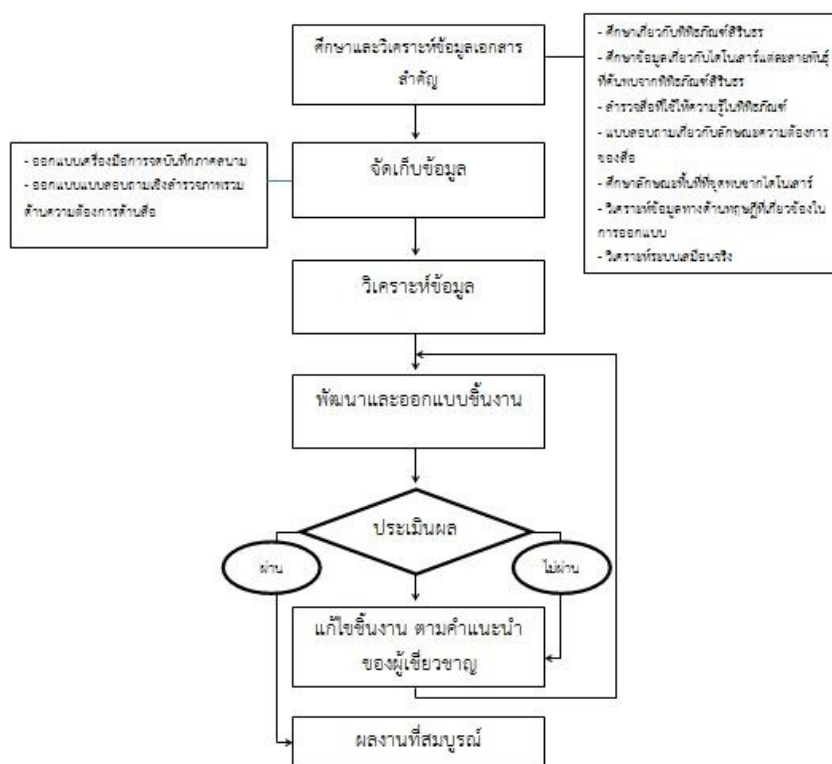 ศึกษาและวิเคราะห์ข้อมูลเอกสาร
สำคัญ
- ศึกษาเกี่ยวกับพิพิธภัณฑ์สิรินธร
- ศึกษาข้อมูลเกี่ยวกับไดโนเสาร์แต่ละสายพันธุ์
ที่ค้นพบจากพิพิธภัณฑ์สิรินธร
- สำรวจสื่อที่ใช้ให้ความรู้ในพิพิธภัณฑ์
- แบบสอบถามเกี่ยวกับลักษณะความต้องการ
ของสื่อ
- ศึกษาลักษณะพื้นที่ที่ขุดพบซากไดโนเสาร์
- วิเคราะห์ข้อมูลทางด้านทฤษฎีที่เกี่ยวข้องใน
การออกแบบ
- วิเคราะห์ระบบเสมือนจริง
- ออกแบบเครื่องมือการจดบันทึกภาคสนาม
- ออกแบบแบบสอบถามเชิงสำรวจภาพรวม
ด้านความต้องการด้านสื่อ
จัดเก็บข้อมูล
วิเคราะห์ข้อมูล
พัฒนาและออกแบบชิ้นงาน
ประเมินผล
ผ่าน
ไม่ผ่าน
แก้ไขชิ้นงาน ตามคำแนะนำ
ของผู้เชี่ยวชาญ
ผลงานที่สมบูรณ์